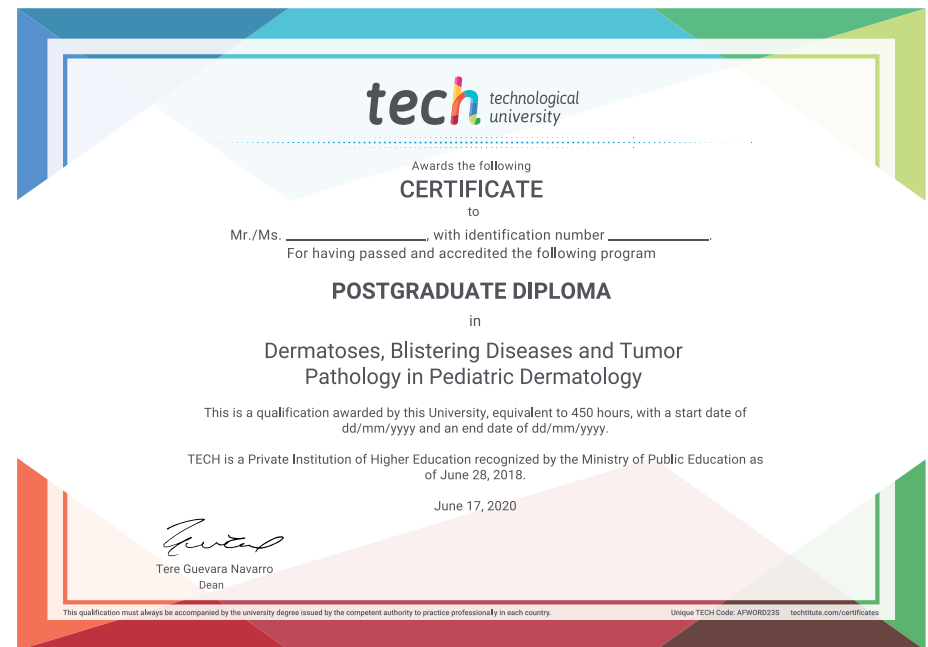 tech technological
university
Awards the following
CERTIFICATE
to
Mr./Ms. ____________________, with identification number ______________.
For having passed and accredited the following program
POSTGRADUATE DIPLOMA
in
Dermatoses, Blistering Diseases and Tumor
Pathology in Pediatric Dermatology
This is a qualification awarded by this University, equivalent to 450 hours, with a start date of
dd/mm/yyyy and an end date of dd/mm/yyyy.
TECH is a Private Institution of Higher Education recognized by the Ministry of Public Education as
of June 28, 2018.
June 17, 2020
Tere Guevara Navarro
Dean
This qualification must always be accompanied by the university degree issued by the competent authority to practice professionally in each country. Unique TECH Code: AFWORD23S techtitute.com/certificates